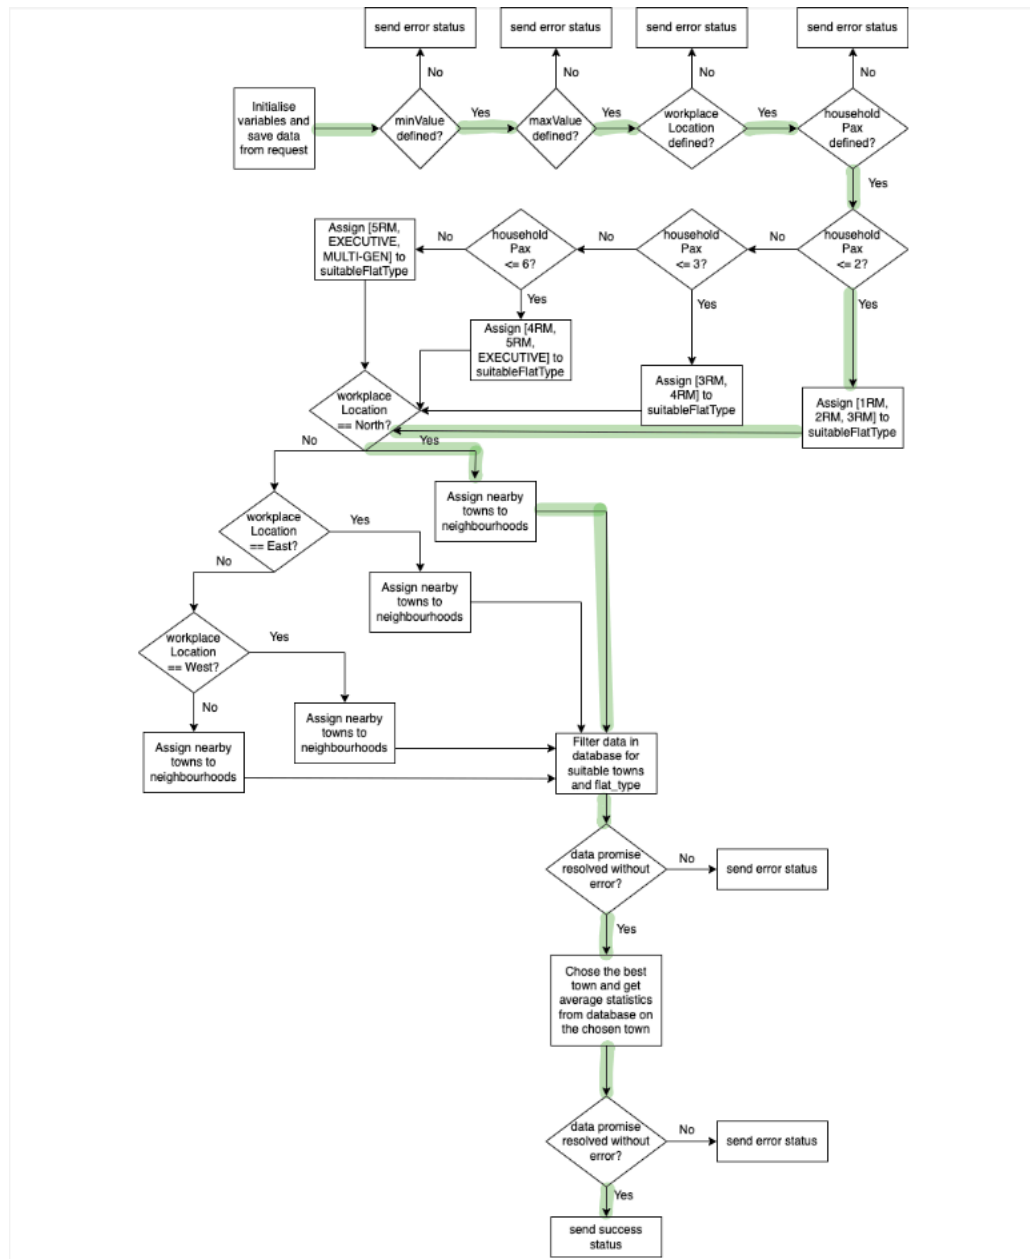 send error status
send error status
send error status
send error status
No
No
No
No
Initialise
variables and
save data
from request
minValue
defined?
Yes
maxValue
defined?
Yes
workplace
Location
defined?
Yes
household
Pax
defined?
Yes
Assign [5RM,
EXECUTIVE,
MULTI-GEN] to
suitableFlatType
No
household
Pax
<= 6?
No
household
Pax
<= 3?
No
household
Pax
<= 2?
Yes
Yes
Yes
Assign [4RM,
5RM,
EXECUTIVE] to
suitableFlatType
Assign [3RM,
4RM] to
suitableFlatType
Assign [1RM,
2RM, 3RM] to
suitableFlatType
workplace
Location
== North?
No
Yes
Assign nearby
towns to
neighbourhoods
workplace
Location
== East?
Yes
No
Assign nearby
towns to
neighbourhoods
workplace
Location
== West?
Yes
No
Assign nearby
towns to
neighbourhoods
Assign nearby
towns to
neighbourhoods
Filter data in
database for
suitable towns
and flat_type
data promise
resolved without
error?
No
send error status
Yes
Chose the best
town and get
average statistics
from database on
the chosen town
data promise
resolved without
error?
No
send error status
Yes
send success
status